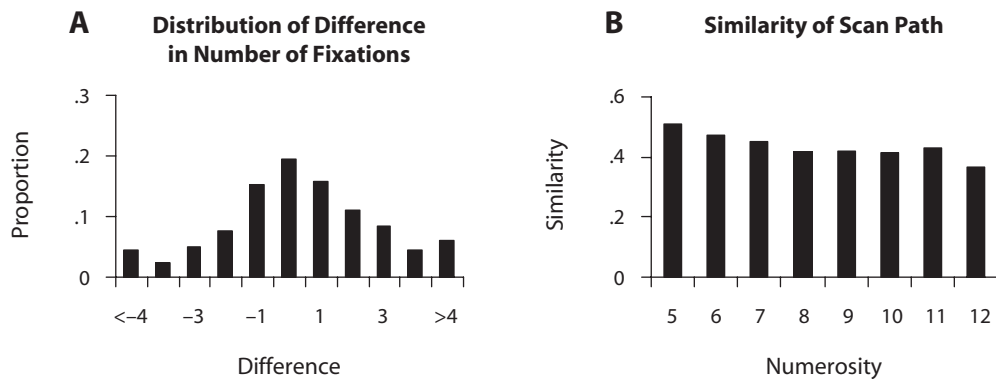 A
Distribution of Difference
in Number of Fixations
.3
.2
.1
0
Proportion
<–4 –3 –1 1 3 >4
Difference
B
Similarity of Scan Path
.6
.4
.2
0
Similarity
5 6 7 8 9 10 11 12
Numerosity